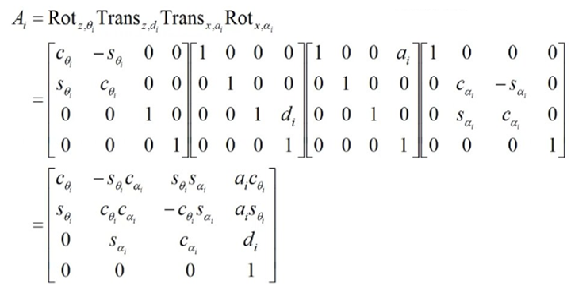 A_i = Rot_{z,θ_i} Trans_{z,d_i} Trans_{x,a_i} Rot_{x,α_i}
= [c_{θ_i} −s_{θ_i} 0 0] [1 0 0 0] [1 0 0 a_i] [1 0 0 0]
[s_{θ_i} c_{θ_i} 0 0] [0 1 0 0] [0 1 0 0] [0 c_{α_i} −s_{α_i} 0]
[0 0 1 0] [0 0 1 d_i] [0 0 1 0] [0 s_{α_i} c_{α_i} 0]
[0 0 0 1] [0 0 0 1] [0 0 0 1] [0 0 0 1]
= [c_{θ_i} −s_{θ_i}c_{α_i} s_{θ_i}s_{α_i} a_i c_{θ_i}]
[s_{θ_i} c_{θ_i}c_{α_i} −c_{θ_i}s_{α_i} a_i s_{θ_i}]
[0 s_{α_i} c_{α_i} d_i]
[0 0 0 1]